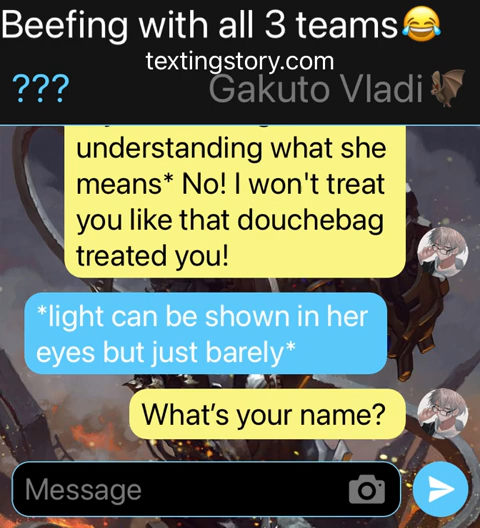 Beefing with all 3 teams😂
textingstory.com
??? Gakuto Vladi🦇
understanding what she
means* No! I won't treat
you like that douchebag
treated you!
*light can be shown in her
eyes but just barely*
What's your name?
Message